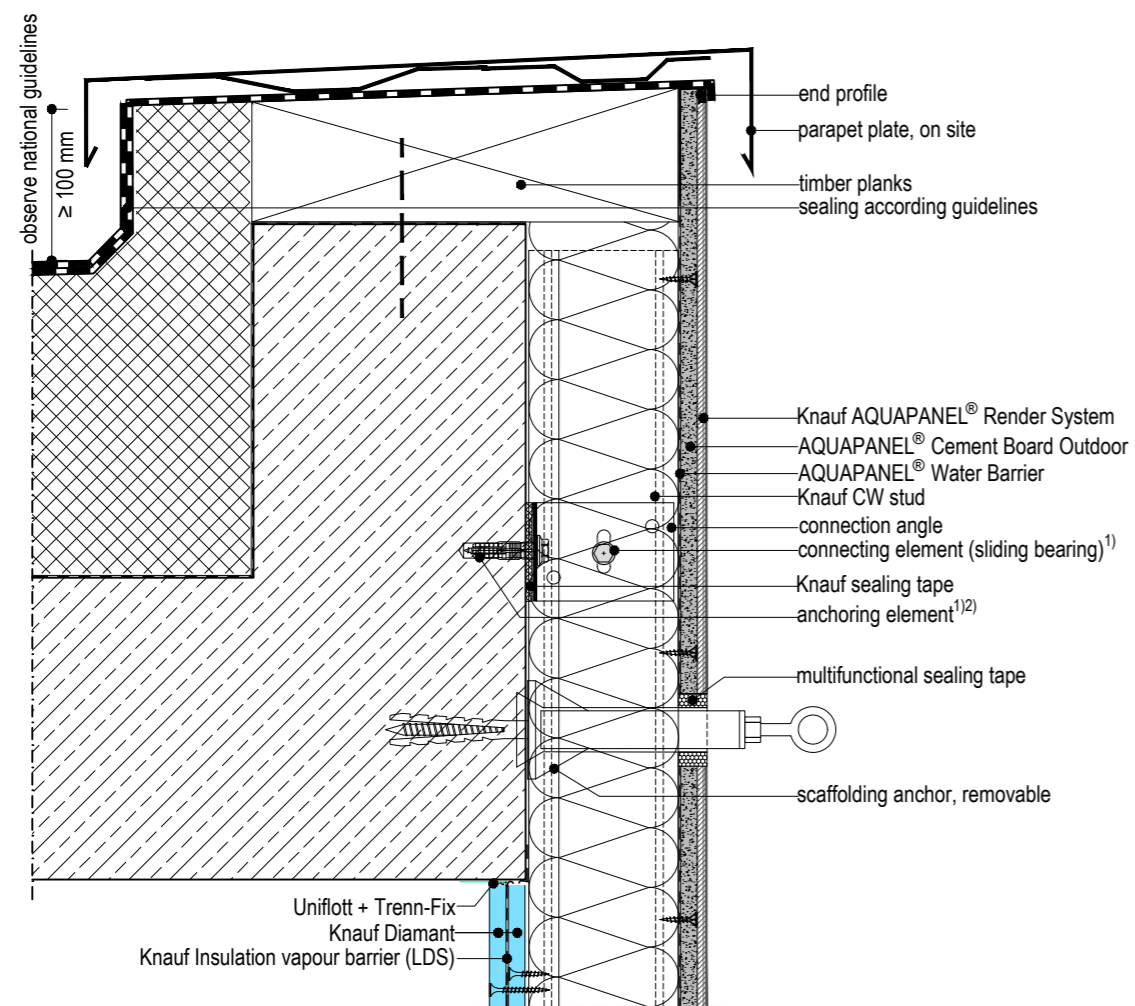 observe national guidelines
≥ 100 mm
end profile
parapet plate, on site
timber planks
sealing according guidelines
Knauf AQUAPANEL® Render System
AQUAPANEL® Cement Board Outdoor
AQUAPANEL® Water Barrier
Knauf CW stud
connection angle
connecting element (sliding bearing)1)
Knauf sealing tape
anchoring element1)2)
multifunctional sealing tape
scaffolding anchor, removable
Uniflott + Trenn-Fix
Knauf Diamant
Knauf Insulation vapour barrier (LDS)